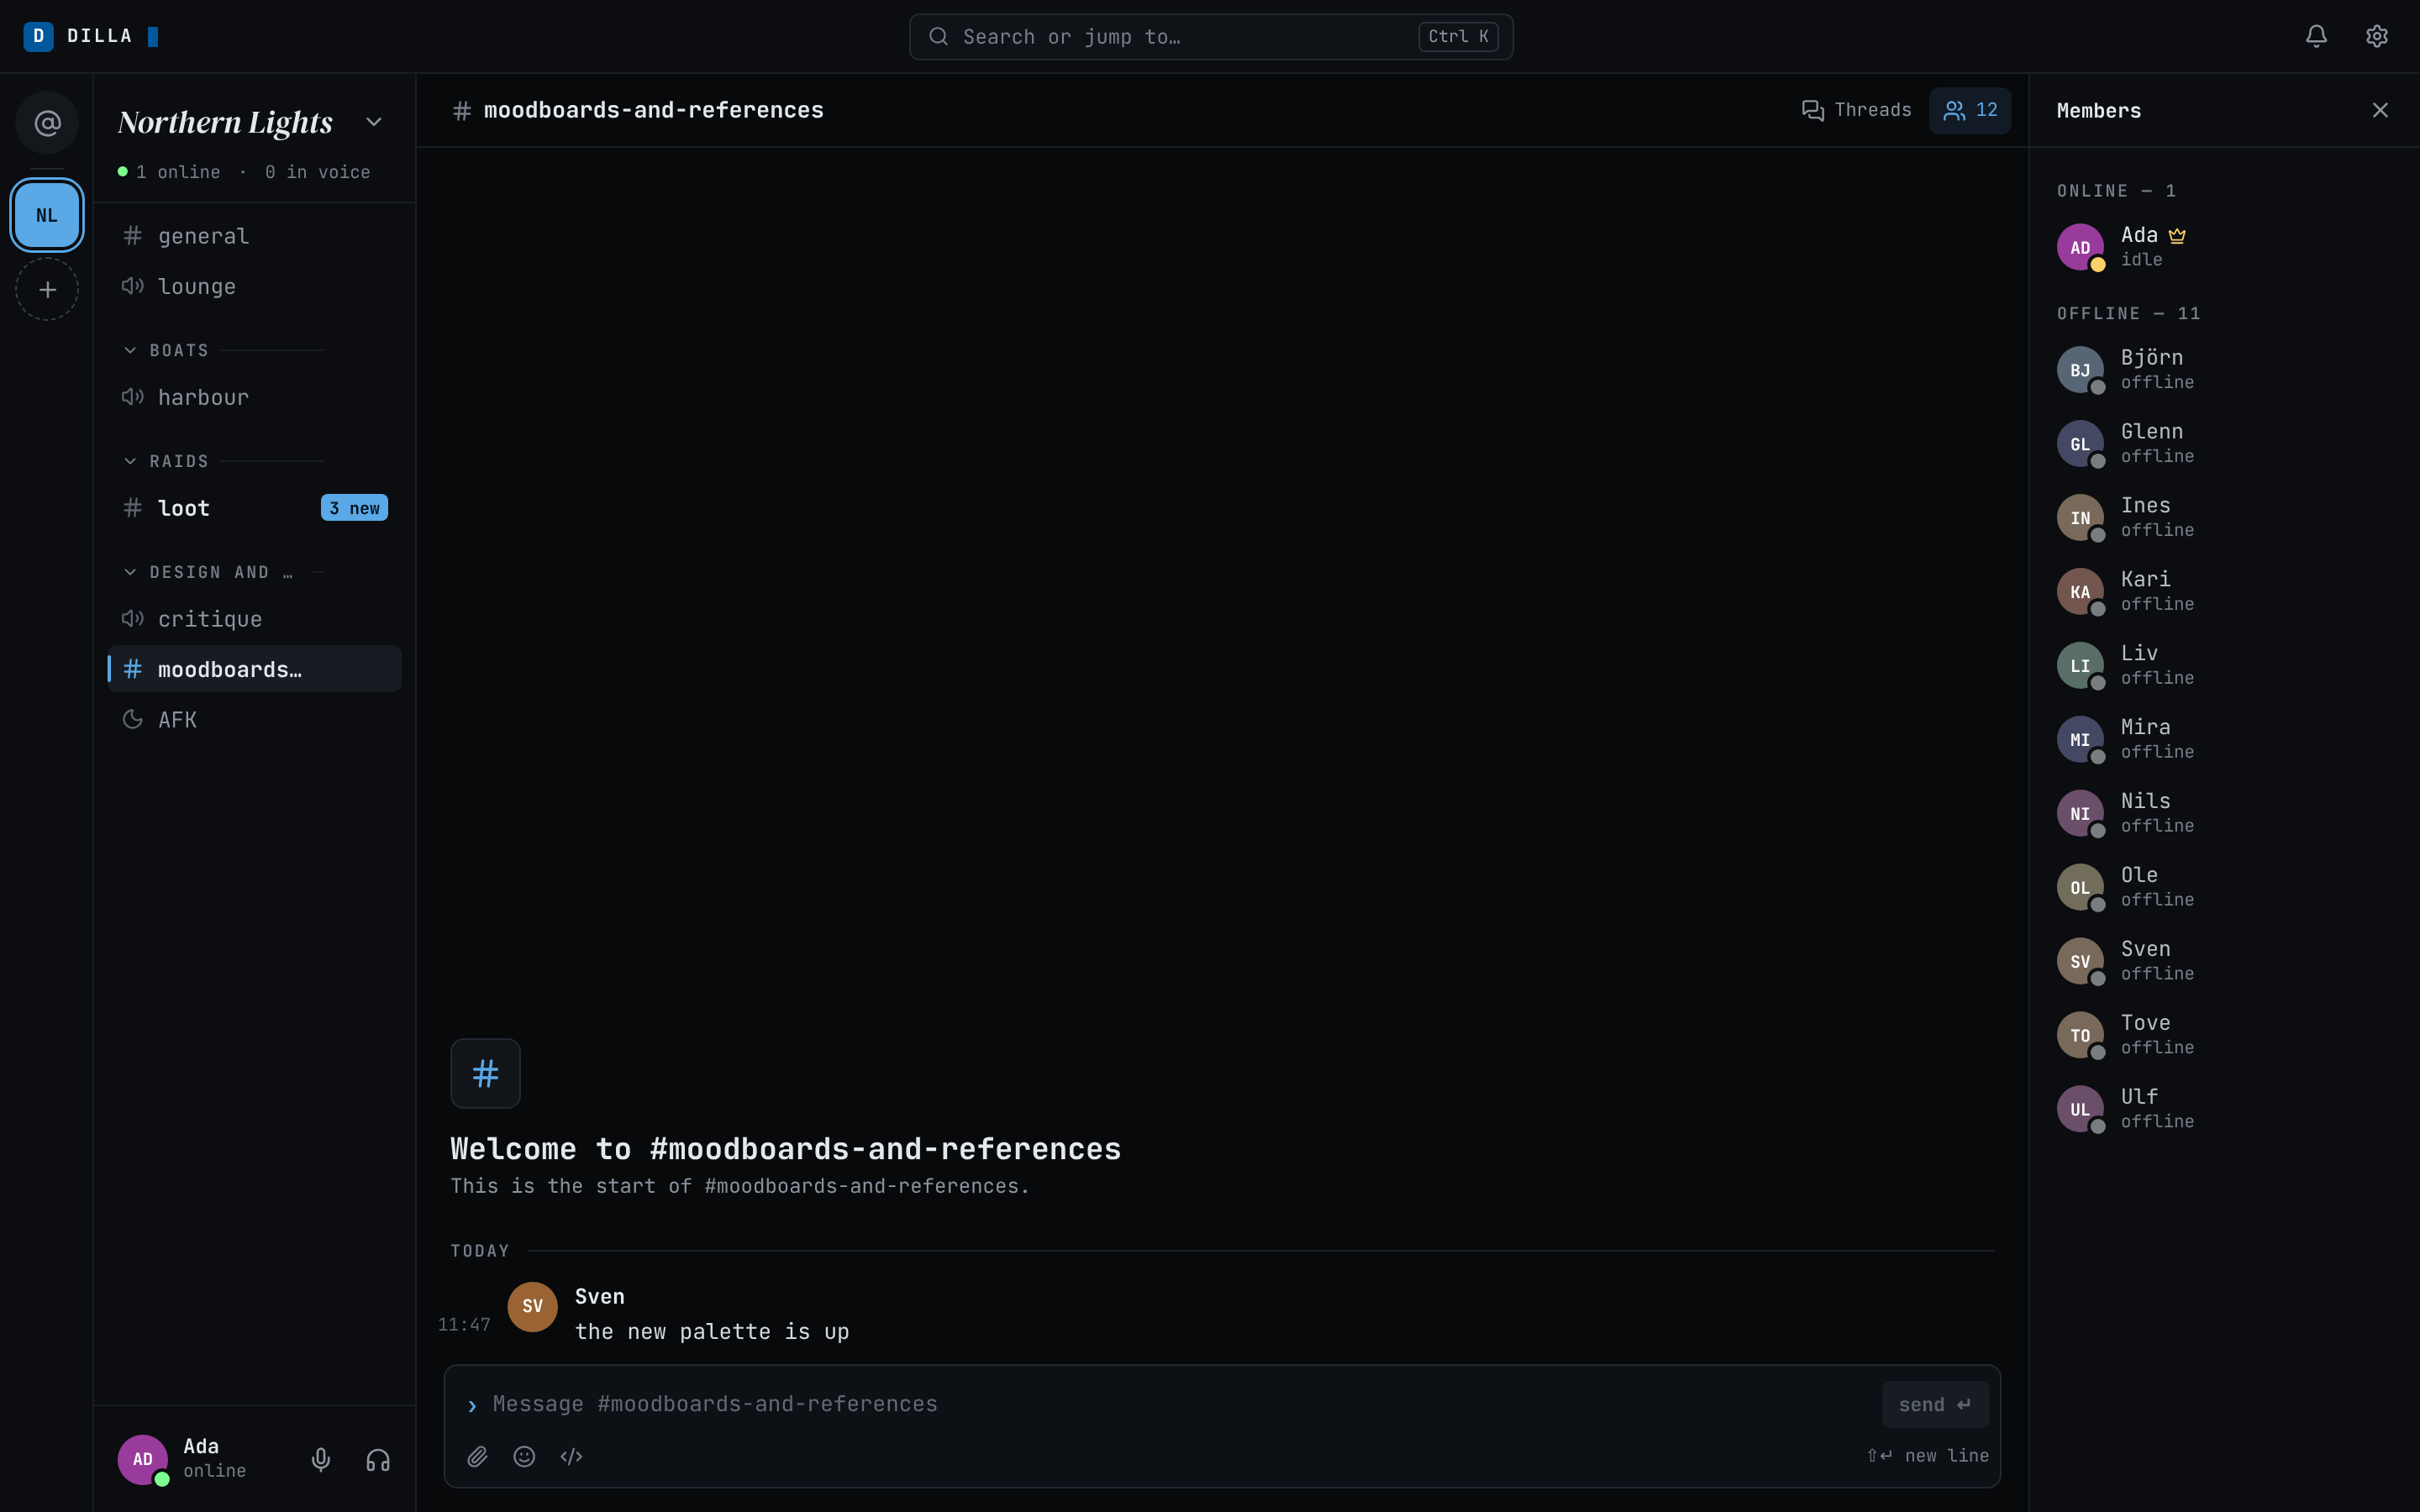 D DILLA
Search or jump to…
Ctrl K
NL
Northern Lights
1 online · 0 in voice
general
lounge
BOATS
harbour
RAIDS
loot
3 new
DESIGN AND …
critique
moodboards…
AFK
AD
Ada
online
# moodboards-and-references
Threads
12
Welcome to #moodboards-and-references
This is the start of #moodboards-and-references.
TODAY
11:47
SV
Sven
the new palette is up
› Message #moodboards-and-references
send ↵
⇧↵ new line
Members
ONLINE — 1
AD
Ada
idle
OFFLINE — 11
BJ
Björn
offline
GL
Glenn
offline
IN
Ines
offline
KA
Kari
offline
LI
Liv
offline
MI
Mira
offline
NI
Nils
offline
OL
Ole
offline
SV
Sven
offline
TO
Tove
offline
UL
Ulf
offline